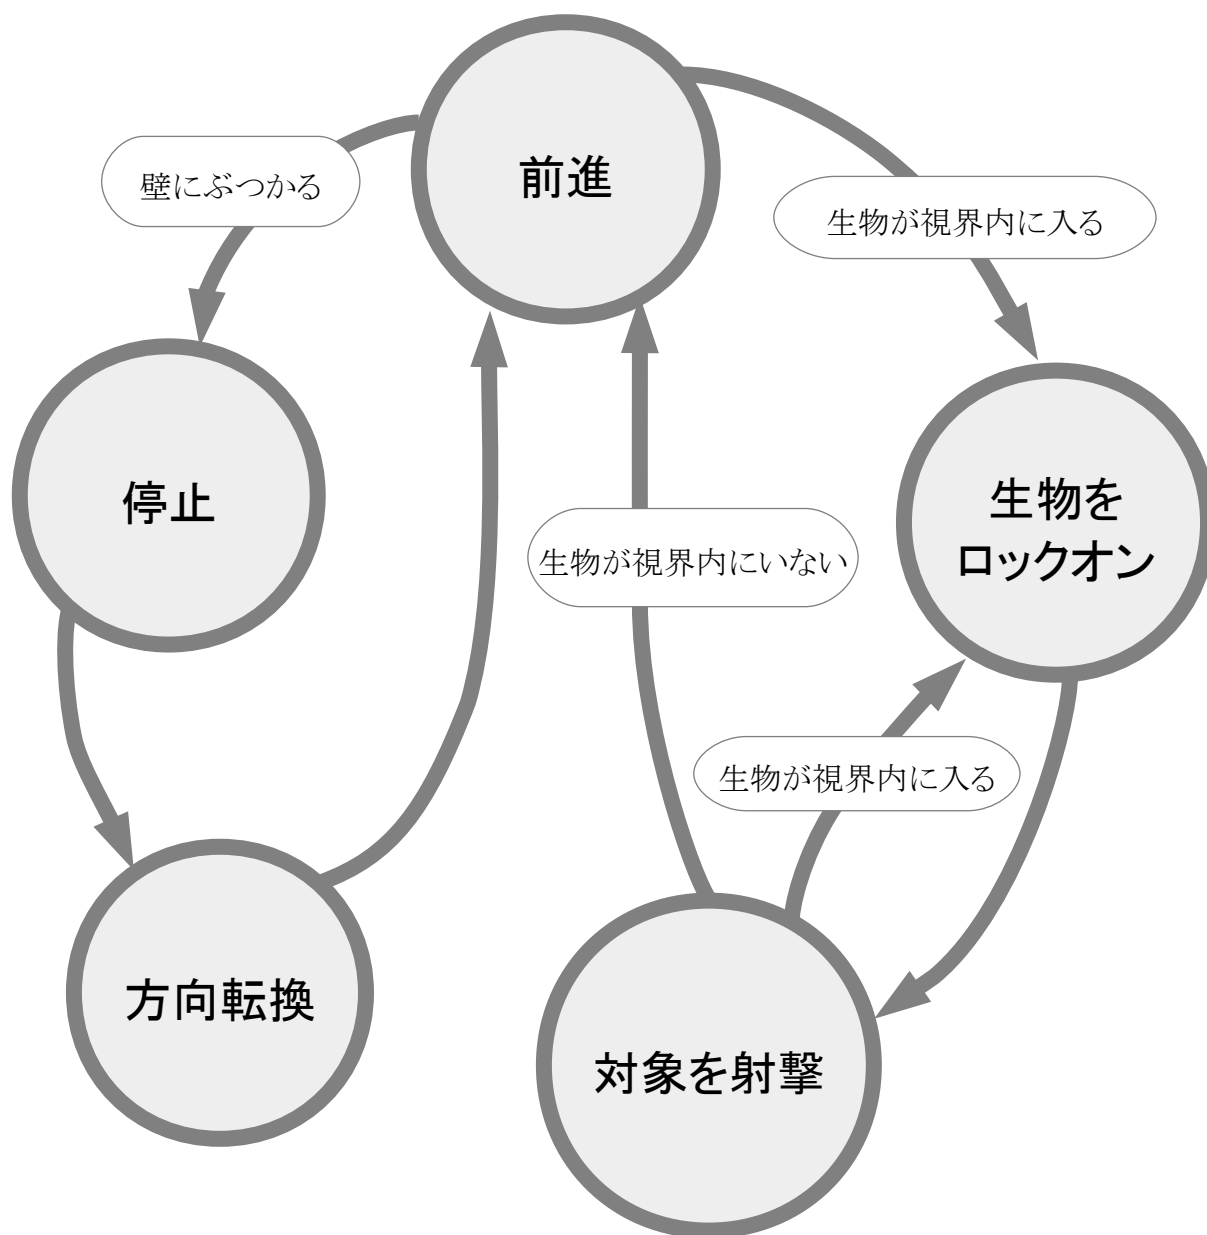 前進
壁にぶつかる
生物が視界内に入る
停止
生物を
ロックオン
生物が視界内にいない
生物が視界内に入る
方向転換
対象を射撃